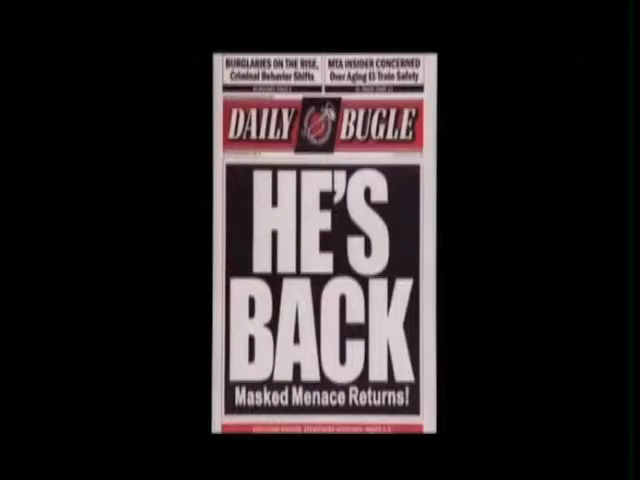 BURGLARIES ON THE RISE,
Criminal Behavior Shifts
MTA INSIDER CONCERNED
Over Aging El-Train Safety
DAILY BUGLE
HE'S
BACK
Masked Menace Returns!